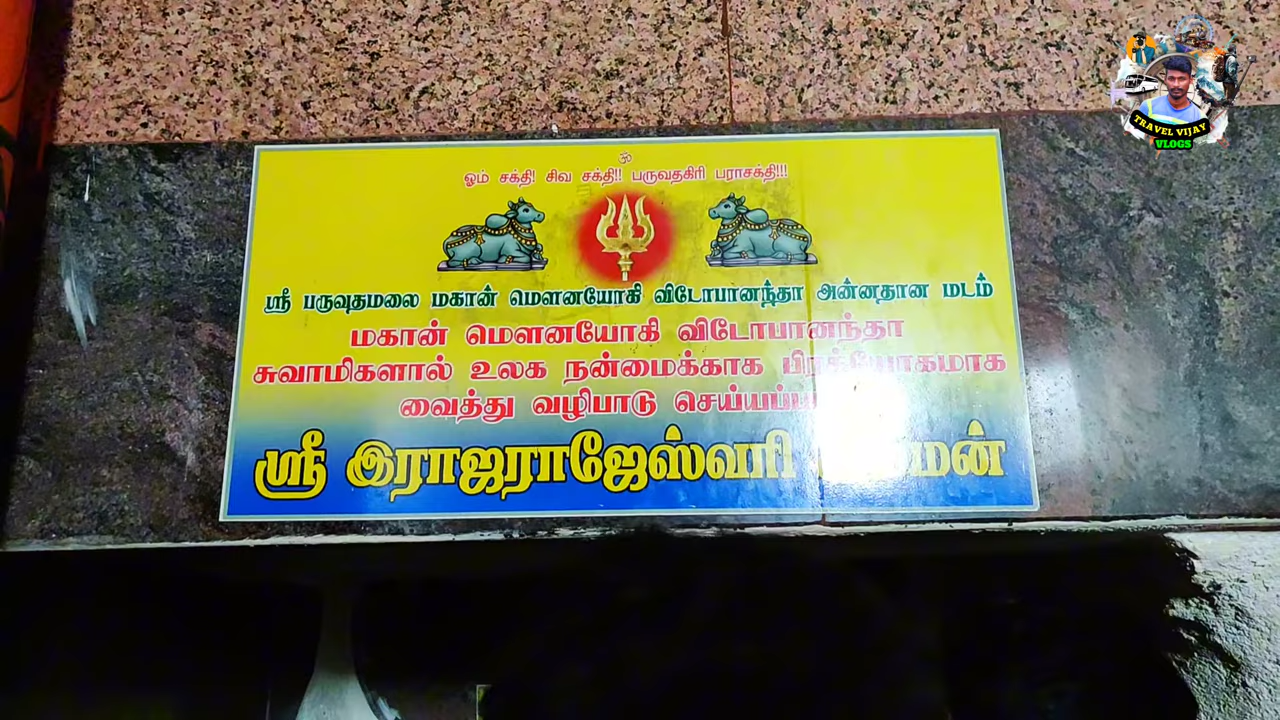 ௐ
ஓம் சக்தி! சிவ சக்தி!! பருவதகிரி பராசக்தி!!!
ஸ்ரீ பருவுதமலை மகான் மௌனயோகி விடோபானந்தா அன்னதான மடம்
மகான் மௌனயோகி விடோபானந்தா
சுவாமிகளால் உலக நன்மைக்காக
வைத்து வழிபாடு
ஸ்ரீ இராஜராஜேஸ்வரி
TRAVEL VIJAY
VLOGS